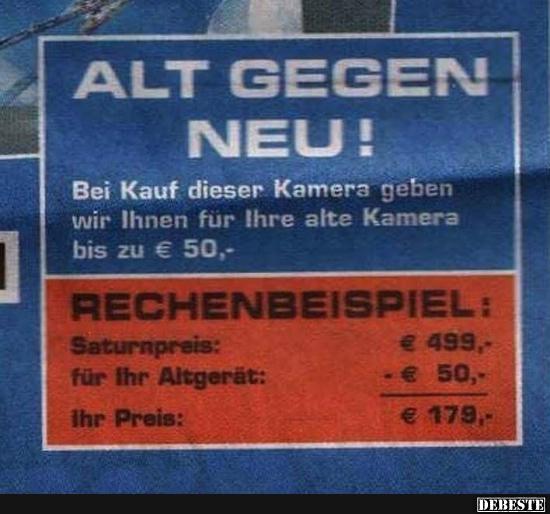 ALT GEGEN
NEU!
Bei Kauf dieser Kamera geben
wir Ihnen für Ihre alte Kamera
bis zu € 50,-
RECHENBEISPIEL:
Saturnpreis: € 499,-
für Ihr Altgerät: - € 50,-
Ihr Preis: € 179,-
DEBESTE